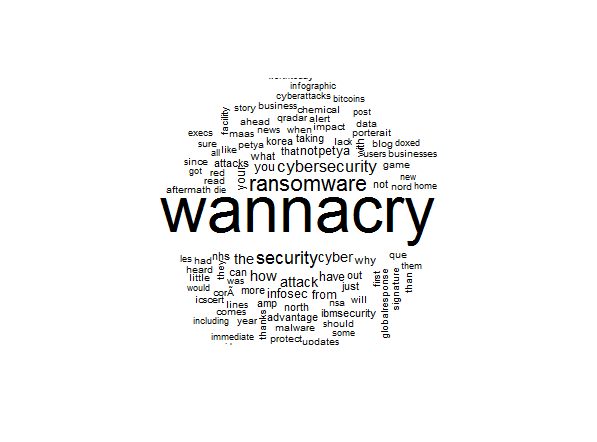 infographic
cyberattacks bitcoins
story business chemical post
facility ahead qradar alert data
execs maas news when impact porterait
sure petya korea taking lack with blog doxed
all like what that notpetya users businesses
since attacks your you cybersecurity game
got red new
read ransomware not nord home
aftermath die
wannacry
les had nhs the security cyber why que
heard they can how attack have out first them
little was than
would corÃ more infosec from just signature
icscert lines amp north nsa will globalresponse
comes thanks advantage ibmsecurity
including year malware should
immediate protect updates some